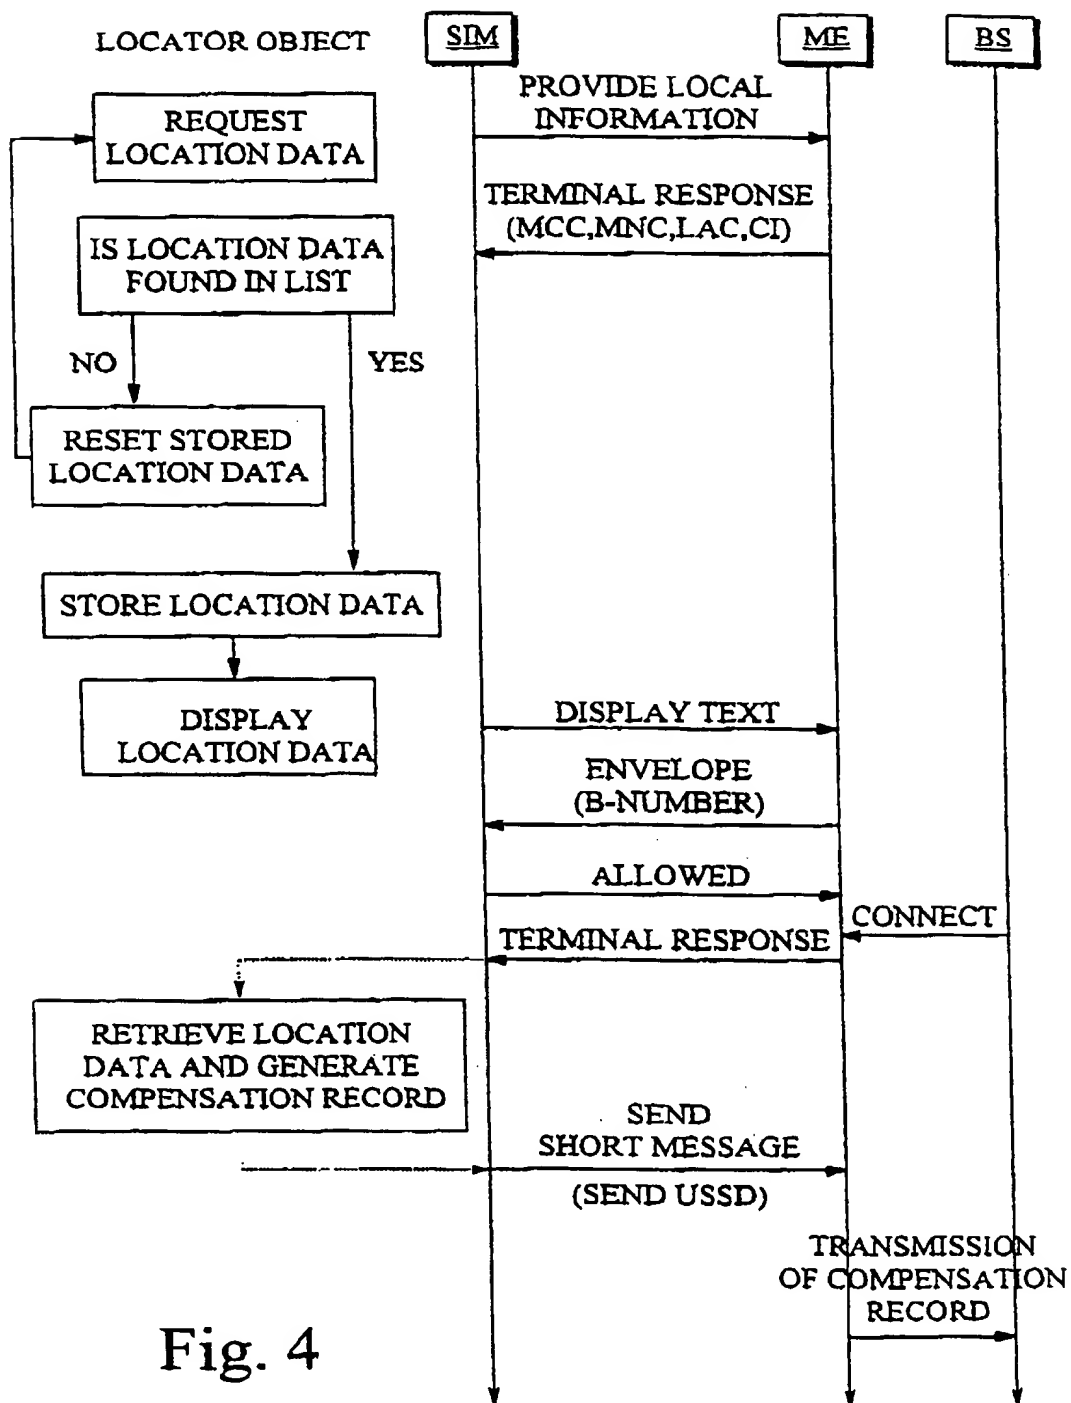 LOCATOR OBJECT
SIM
ME
BS
REQUEST
LOCATION DATA
PROVIDE LOCAL
INFORMATION
TERMINAL RESPONSE
(MCC,MNC,LAC,CI)
IS LOCATION DATA
FOUND IN LIST
NO
YES
RESET STORED
LOCATION DATA
STORE LOCATION DATA
DISPLAY
LOCATION DATA
DISPLAY TEXT
ENVELOPE
(B-NUMBER)
ALLOWED
CONNECT
TERMINAL RESPONSE
RETRIEVE LOCATION
DATA AND GENERATE
COMPENSATION RECORD
SEND
SHORT MESSAGE
(SEND USSD)
TRANSMISSION
OF COMPENSATION
RECORD
Fig. 4